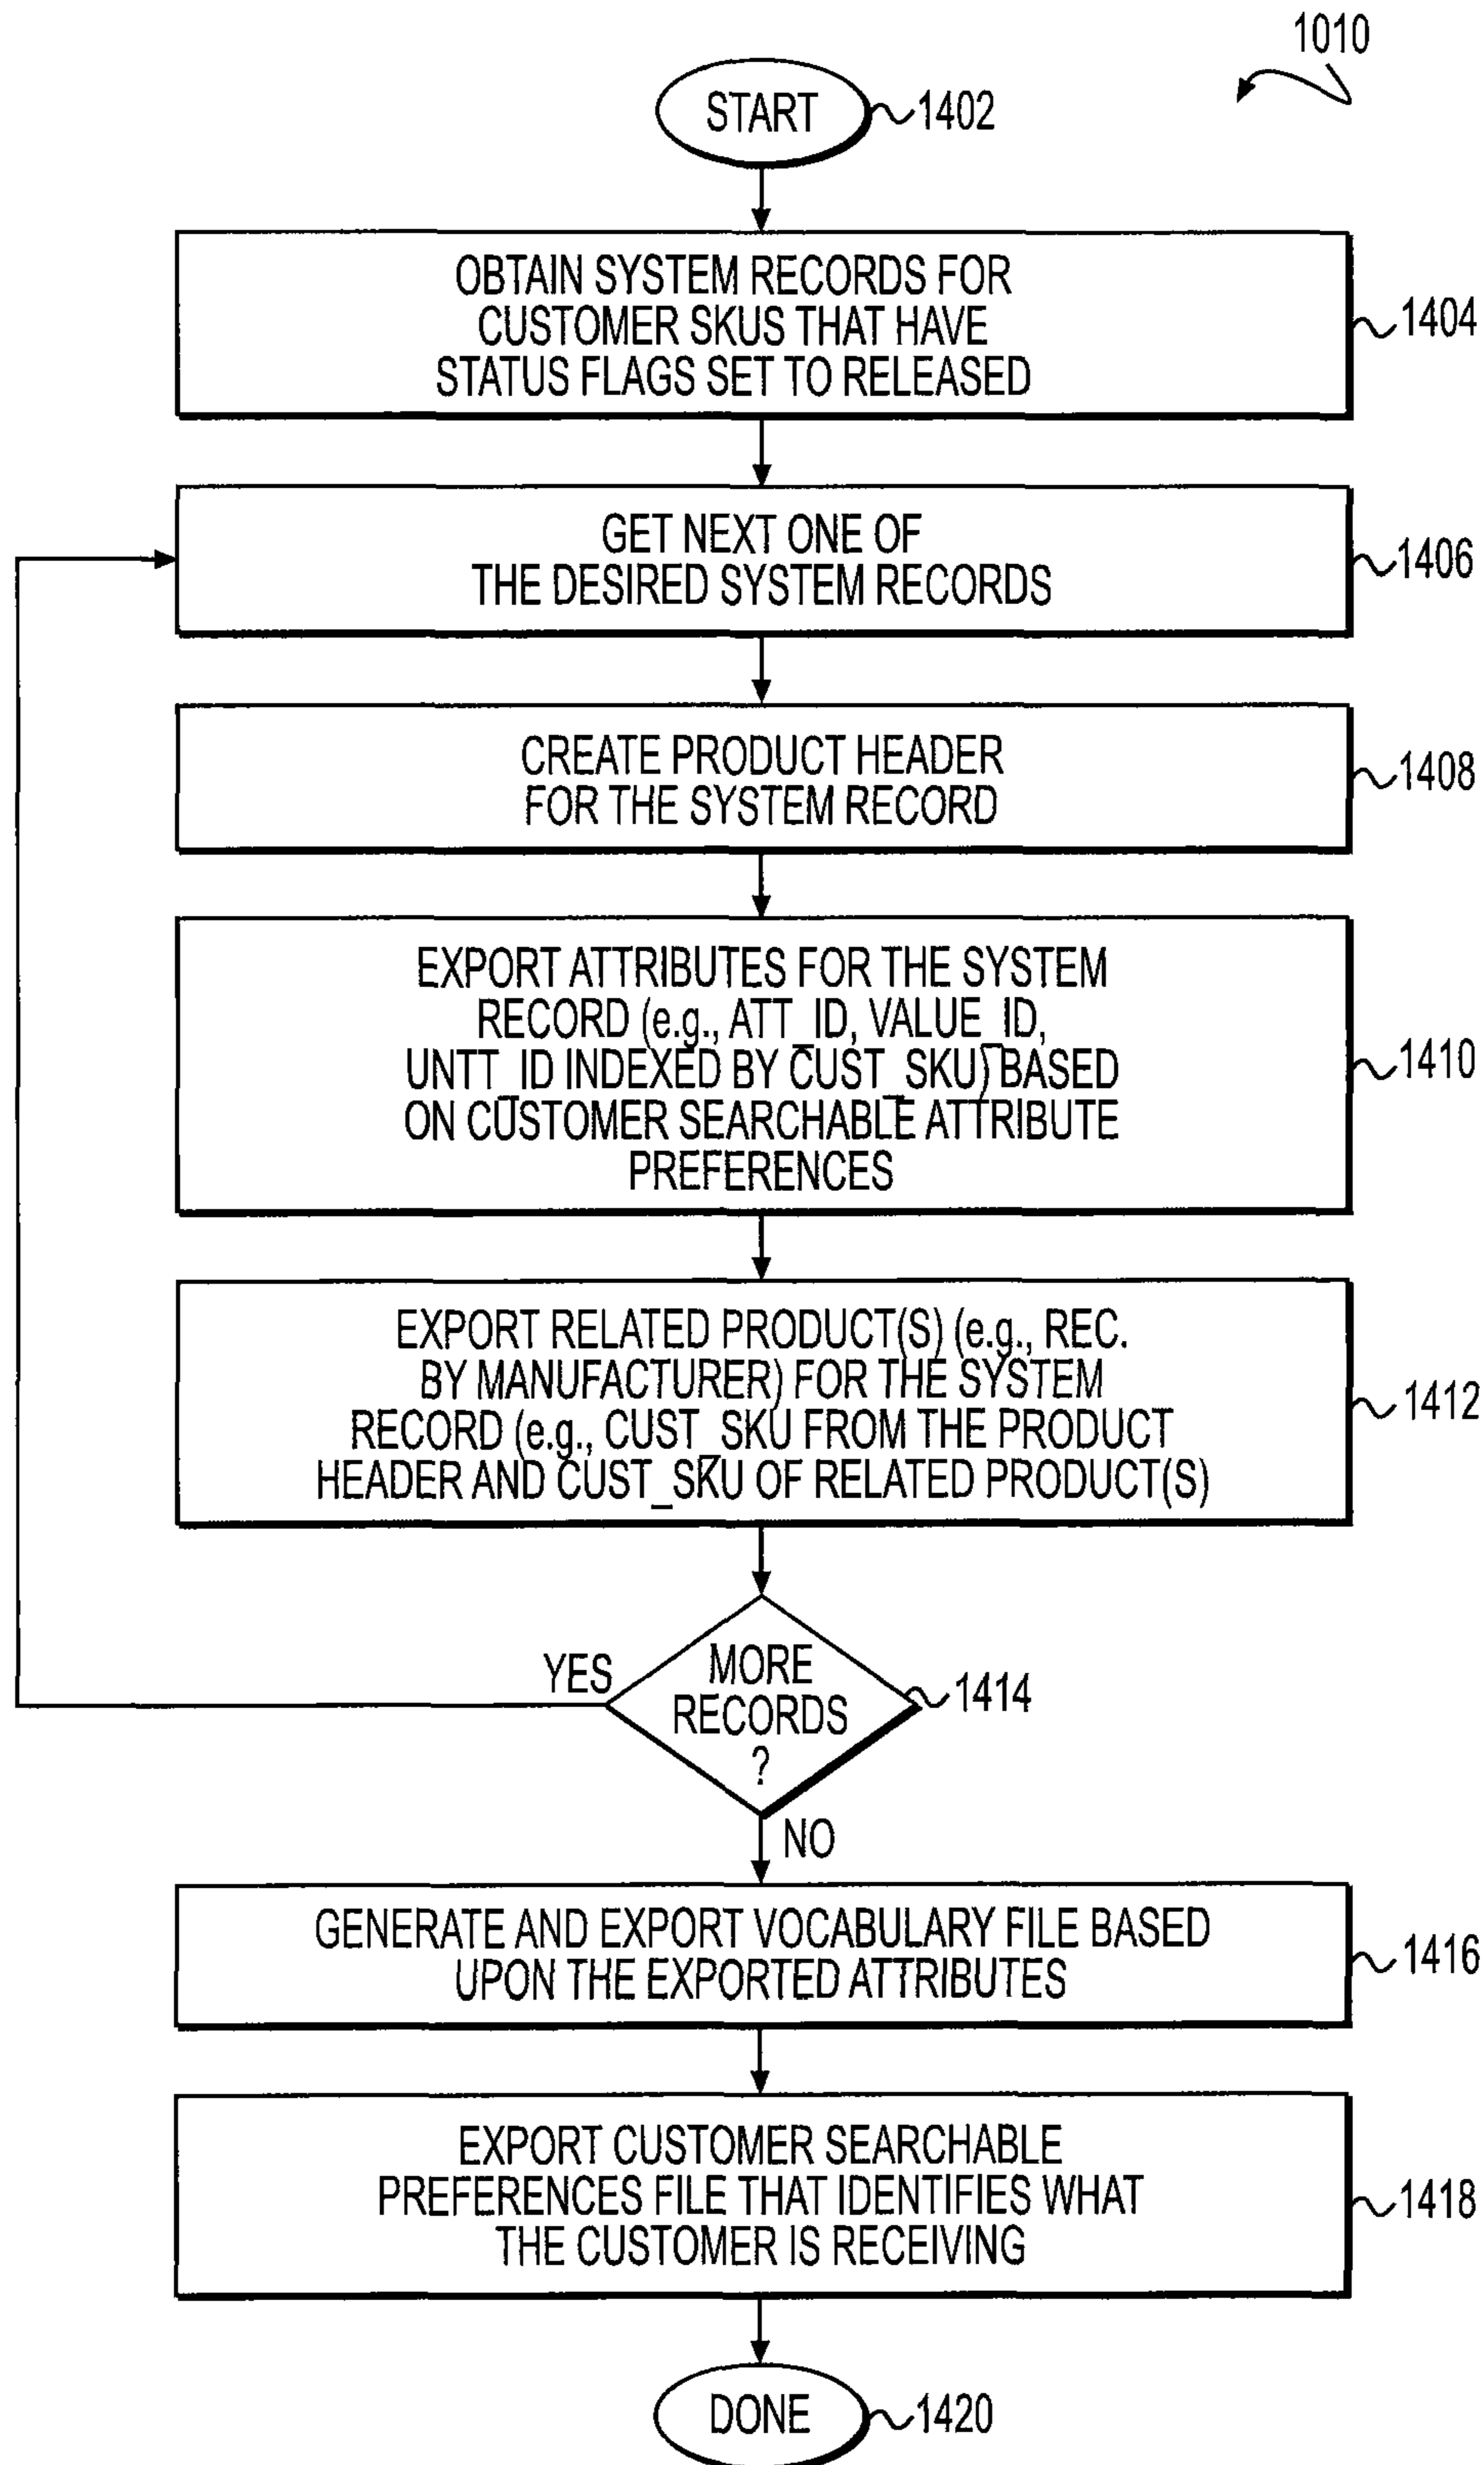 1010
START
1402
OBTAIN SYSTEM RECORDS FOR
CUSTOMER SKUS THAT HAVE
STATUS FLAGS SET TO RELEASED
1404
GET NEXT ONE OF
THE DESIRED SYSTEM RECORDS
1406
CREATE PRODUCT HEADER
FOR THE SYSTEM RECORD
1408
EXPORT ATTRIBUTES FOR THE SYSTEM
RECORD (e.g., ATT_ID, VALUE_ID,
UNTT_ID INDEXED BY CUST_SKU) BASED
ON CUSTOMER SEARCHABLE ATTRIBUTE
PREFERENCES
1410
EXPORT RELATED PRODUCT(S) (e.g., REC.
BY MANUFACTURER) FOR THE SYSTEM
RECORD (e.g., CUST_SKU FROM THE PRODUCT
HEADER AND CUST_SKU OF RELATED PRODUCT(S)
1412
YES
MORE
RECORDS
?
1414
NO
GENERATE AND EXPORT VOCABULARY FILE BASED
UPON THE EXPORTED ATTRIBUTES
1416
EXPORT CUSTOMER SEARCHABLE
PREFERENCES FILE THAT IDENTIFIES WHAT
THE CUSTOMER IS RECEIVING
1418
DONE
1420